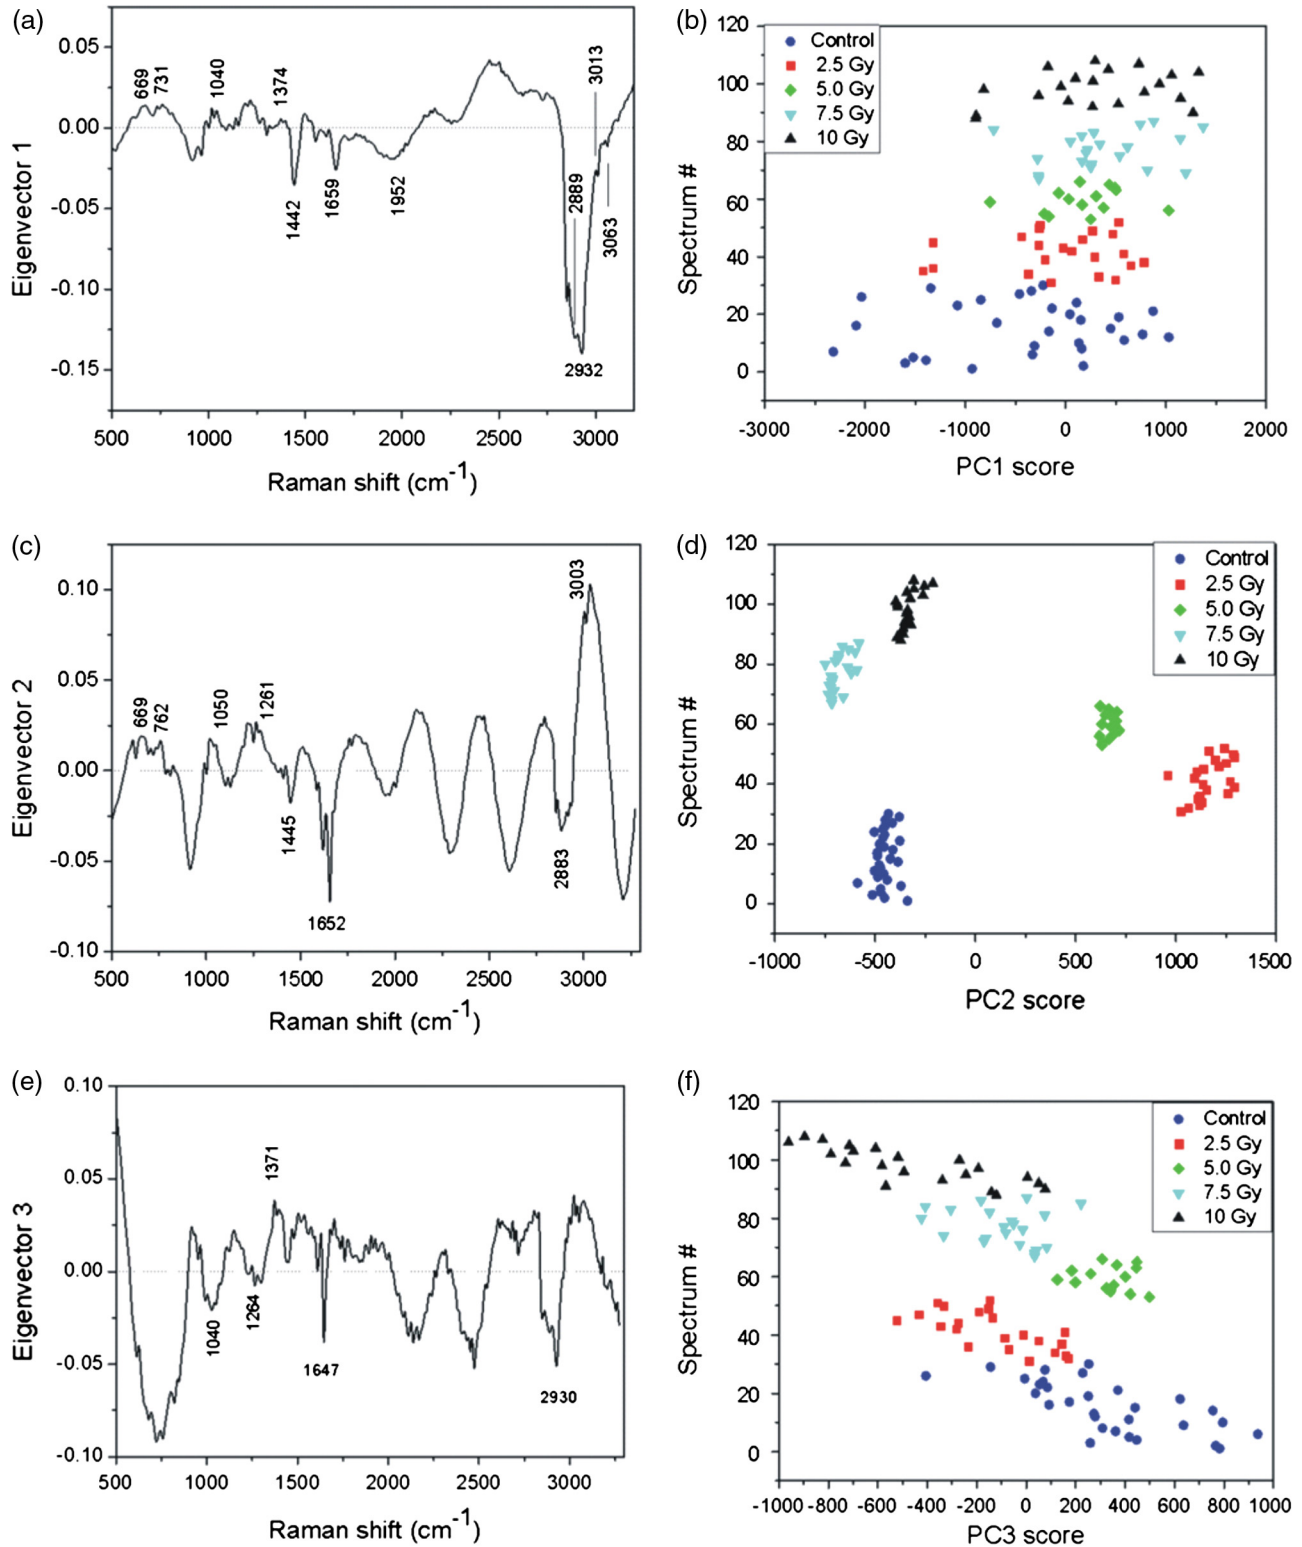 (a)
0.05
0.00
-0.05
-0.10
-0.15
Eigenvector 1
669
731
1040
1374
1442
1659
1952
2889
2932
3013
3063
500 1000 1500 2000 2500 3000
Raman shift (cm-1)
(b)
Control
2.5 Gy
5.0 Gy
7.5 Gy
10 Gy
120
100
80
60
40
20
0
Spectrum #
-3000 -2000 -1000 0 1000 2000
PC1 score
(c)
0.10
0.05
0.00
-0.05
-0.10
Eigenvector 2
669
762
1050
1261
1445
1652
2883
3003
500 1000 1500 2000 2500 3000
Raman shift (cm-1)
(d)
Control
2.5 Gy
5.0 Gy
7.5 Gy
10 Gy
120
100
80
60
40
20
0
Spectrum #
-1000 -500 0 500 1000 1500
PC2 score
(e)
0.10
0.05
0.00
-0.05
-0.10
Eigenvector 3
1040
1264
1371
1647
2930
500 1000 1500 2000 2500 3000
Raman shift (cm-1)
(f)
Control
2.5 Gy
5.0 Gy
7.5 Gy
10 Gy
120
100
80
60
40
20
0
Spectrum #
-1000 -800 -600 -400 -200 0 200 400 600 800 1000
PC3 score